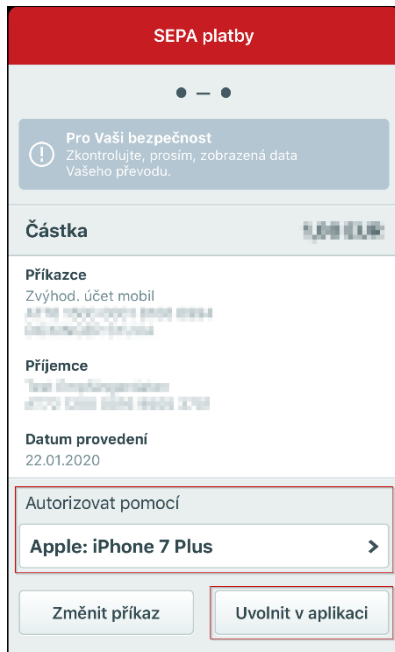 SEPA platby
Pro Vaši bezpečnost
Zkontrolujte, prosím, zobrazená data
Vašeho převodu.
Částka
Příkazce
Zvýhod. účet mobil
Příjemce
Datum provedení
22.01.2020
Autorizovat pomocí
Apple: iPhone 7 Plus
Změnit příkaz
Uvolnit v aplikaci